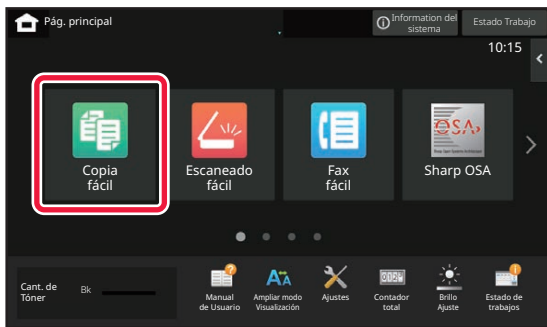 Pág. principal
Information del
sistema
Estado Trabajo
10:15
Copia
fácil
Escaneado
fácil
Fax
fácil
Sharp OSA
OSA
Cant. de
Tóner
Bk
Manual
de Usuario
Ampliar modo
Visualización
Ajustes
Contador
total
Brillo
Ajuste
Estado de
trabajos